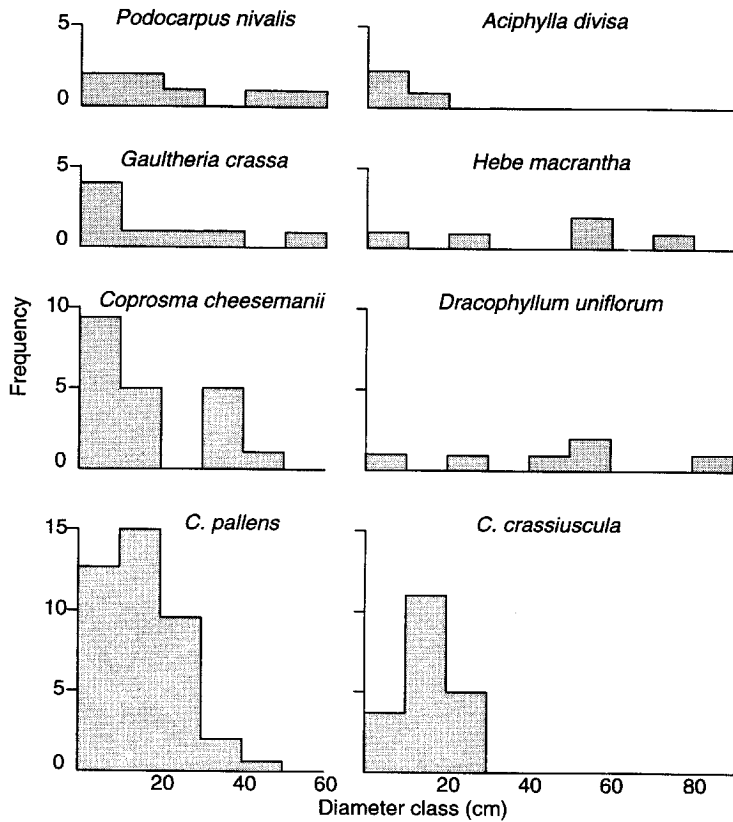 Podocarpus nivalis
Aciphylla divisa
5
0
Gaultheria crassa
Hebe macrantha
5
0
Coprosma cheesemanii
Dracophyllum uniflorum
10
5
0
Frequency
C. pallens
C. crassiuscula
15
10
5
0
20 40 60 20 40 60 80
Diameter class (cm)